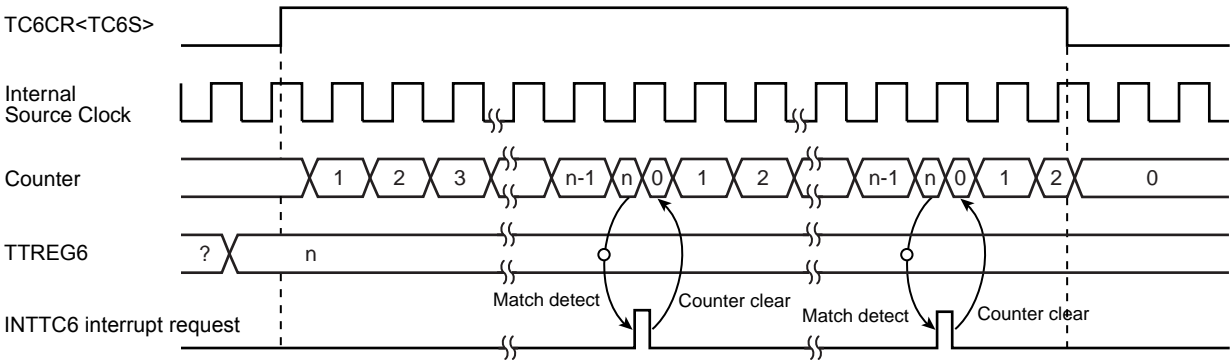 TC6CR<TC6S>
Internal
Source Clock
Counter
1 2 3 n-1 n 0 1 2 n-1 n 0 1 2 0
TTREG6
? n
Match detect Counter clear Match detect Counter clear
INTTC6 interrupt request